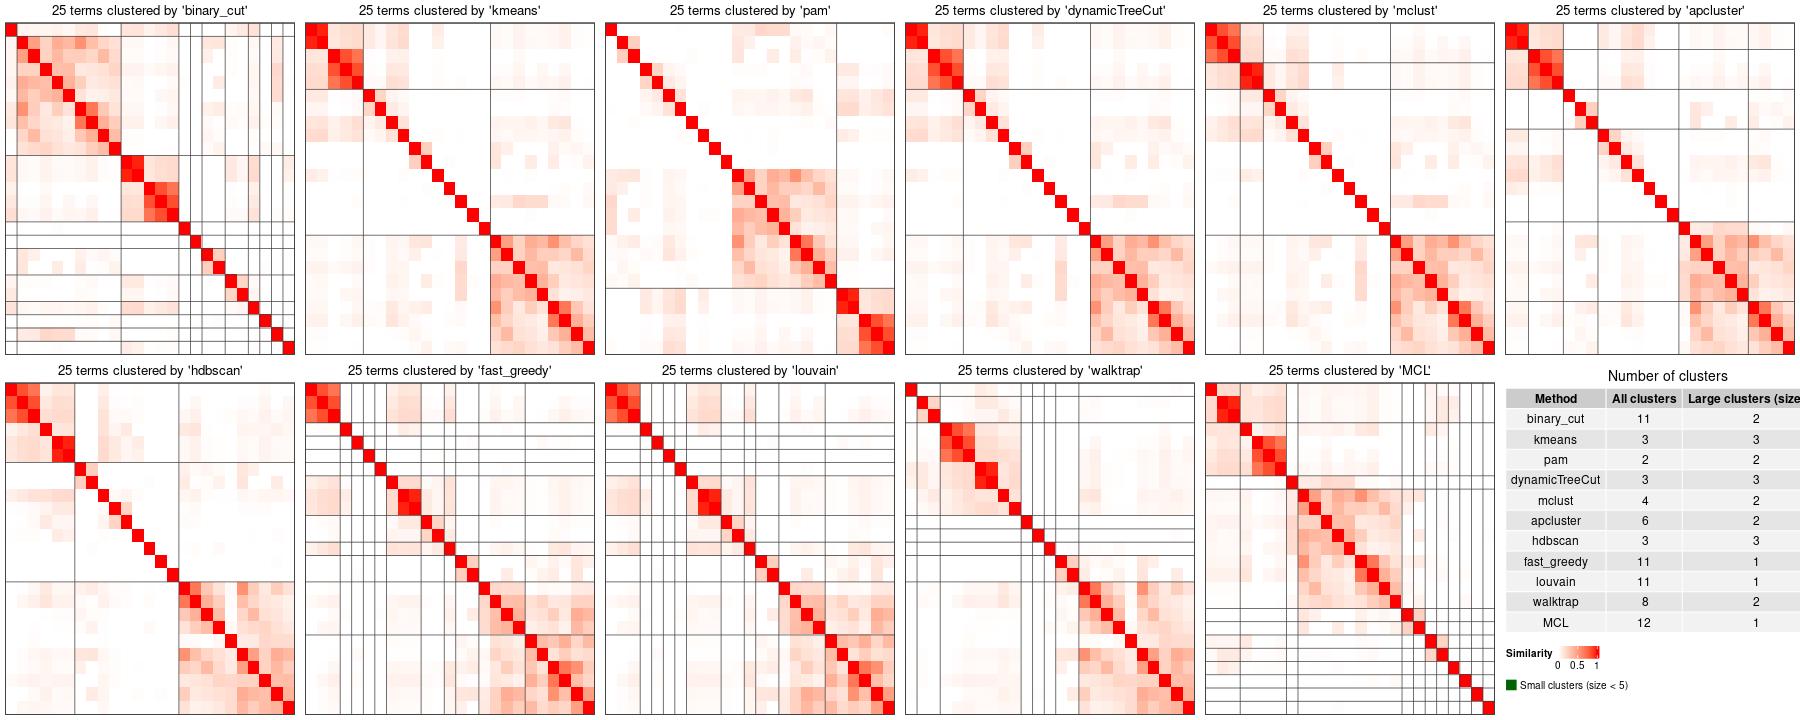 25 terms clustered by 'binary_cut'
25 terms clustered by 'kmeans'
25 terms clustered by 'pam'
25 terms clustered by 'dynamicTreeCut'
25 terms clustered by 'mclust'
25 terms clustered by 'apcluster'
25 terms clustered by 'hdbscan'
25 terms clustered by 'fast_greedy'
25 terms clustered by 'louvain'
25 terms clustered by 'walktrap'
25 terms clustered by 'MCL'
Number of clusters
Method All clusters Large clusters (size
binary_cut 11 2
kmeans 3 3
pam 2 2
dynamicTreeCut 3 3
mclust 4 2
apcluster 6 2
hdbscan 3 3
fast_greedy 11 1
louvain 11 1
walktrap 8 2
MCL 12 1
Similarity
0 0.5 1
Small clusters (size < 5)